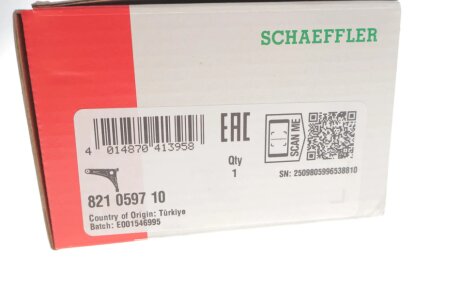 SCHAEFFLER
4 014870 413958
EAC
Qty
1
SCAN ME
SN: 2509805996538810
821 0597 10
Country of Origin: Türkiye
Batch: E001546995